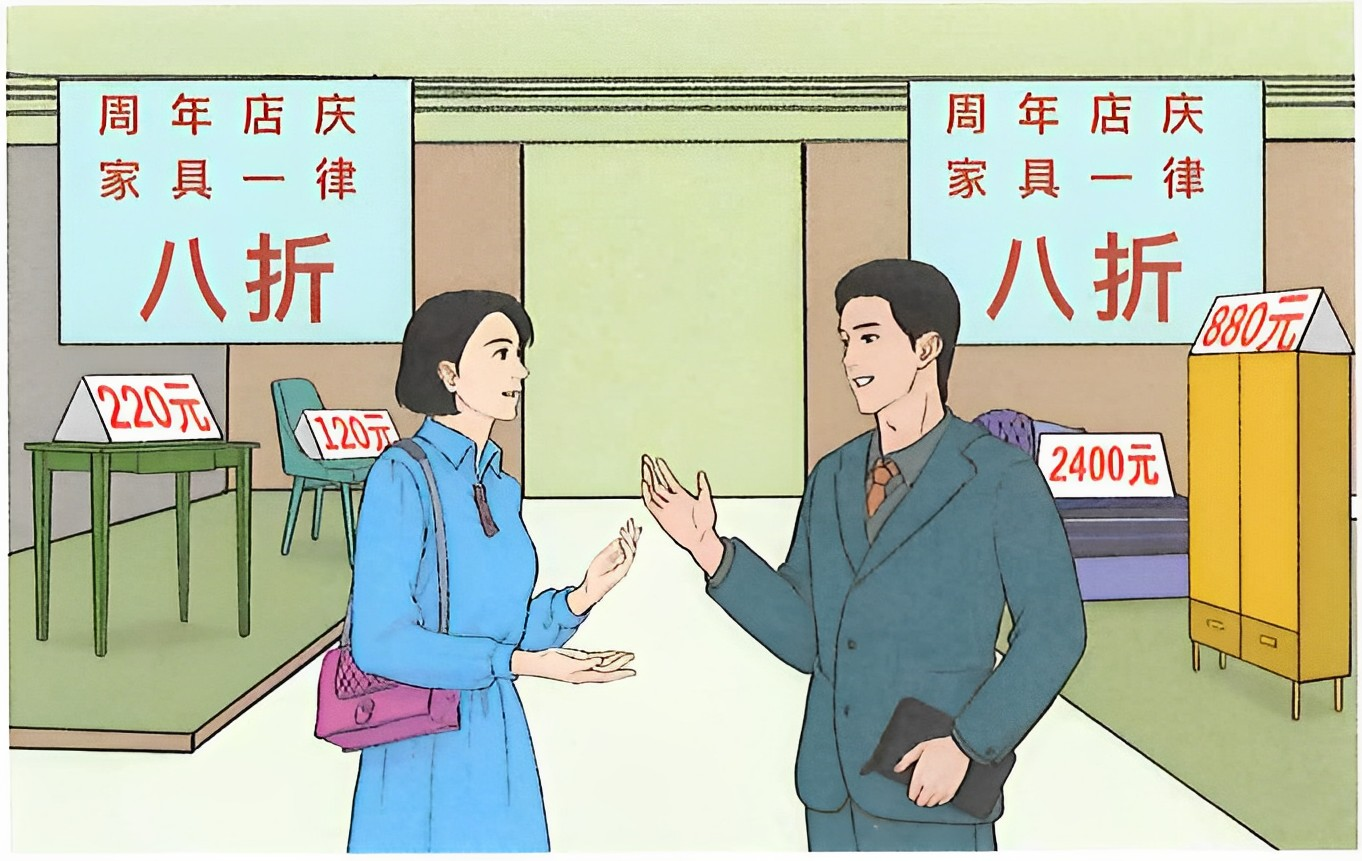 周年店庆
家具一律
八折
周年店庆
家具一律
八折
220元
120元
2400元
880元